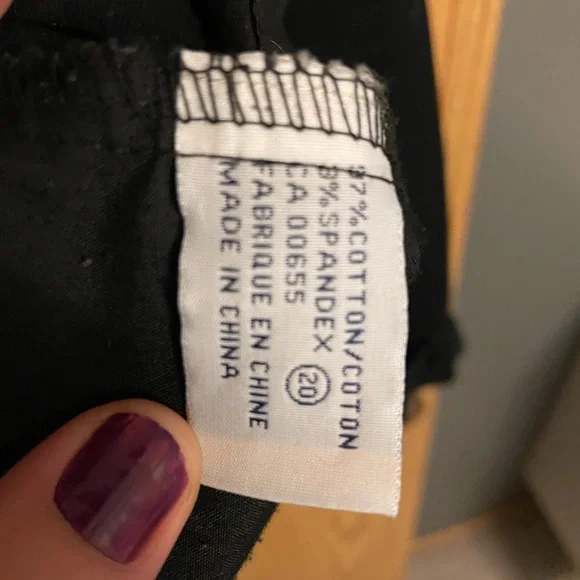 97%COTTON/COTON
3%SPANDEX
CA 00655 20
FABRIQUE EN CHINE
MADE IN CHINA